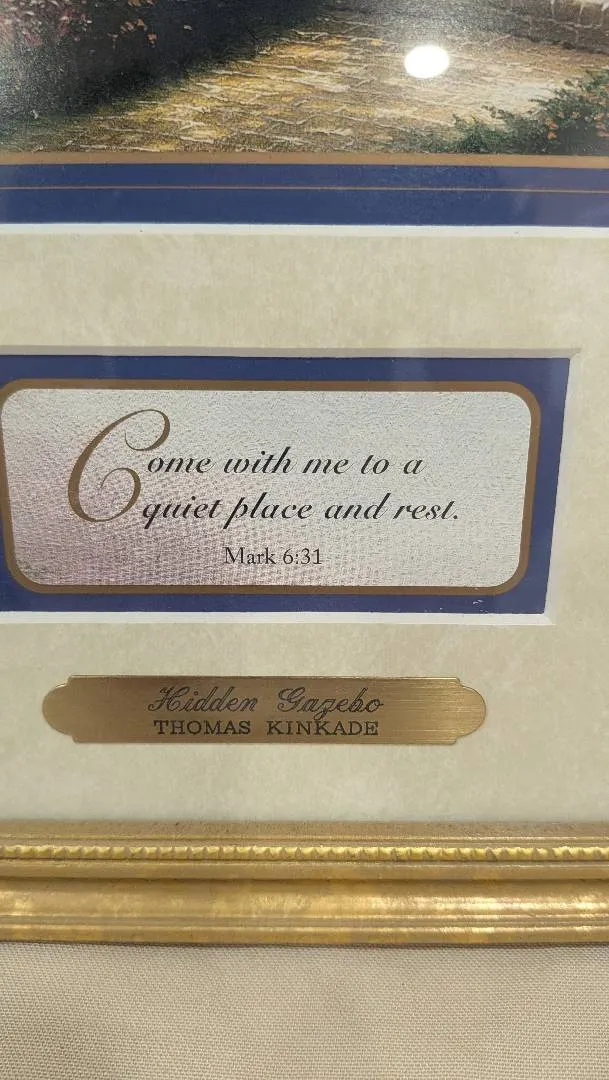 Come with me to a
quiet place and rest.
Mark 6:31
Hidden Gazebo
THOMAS KINKADE